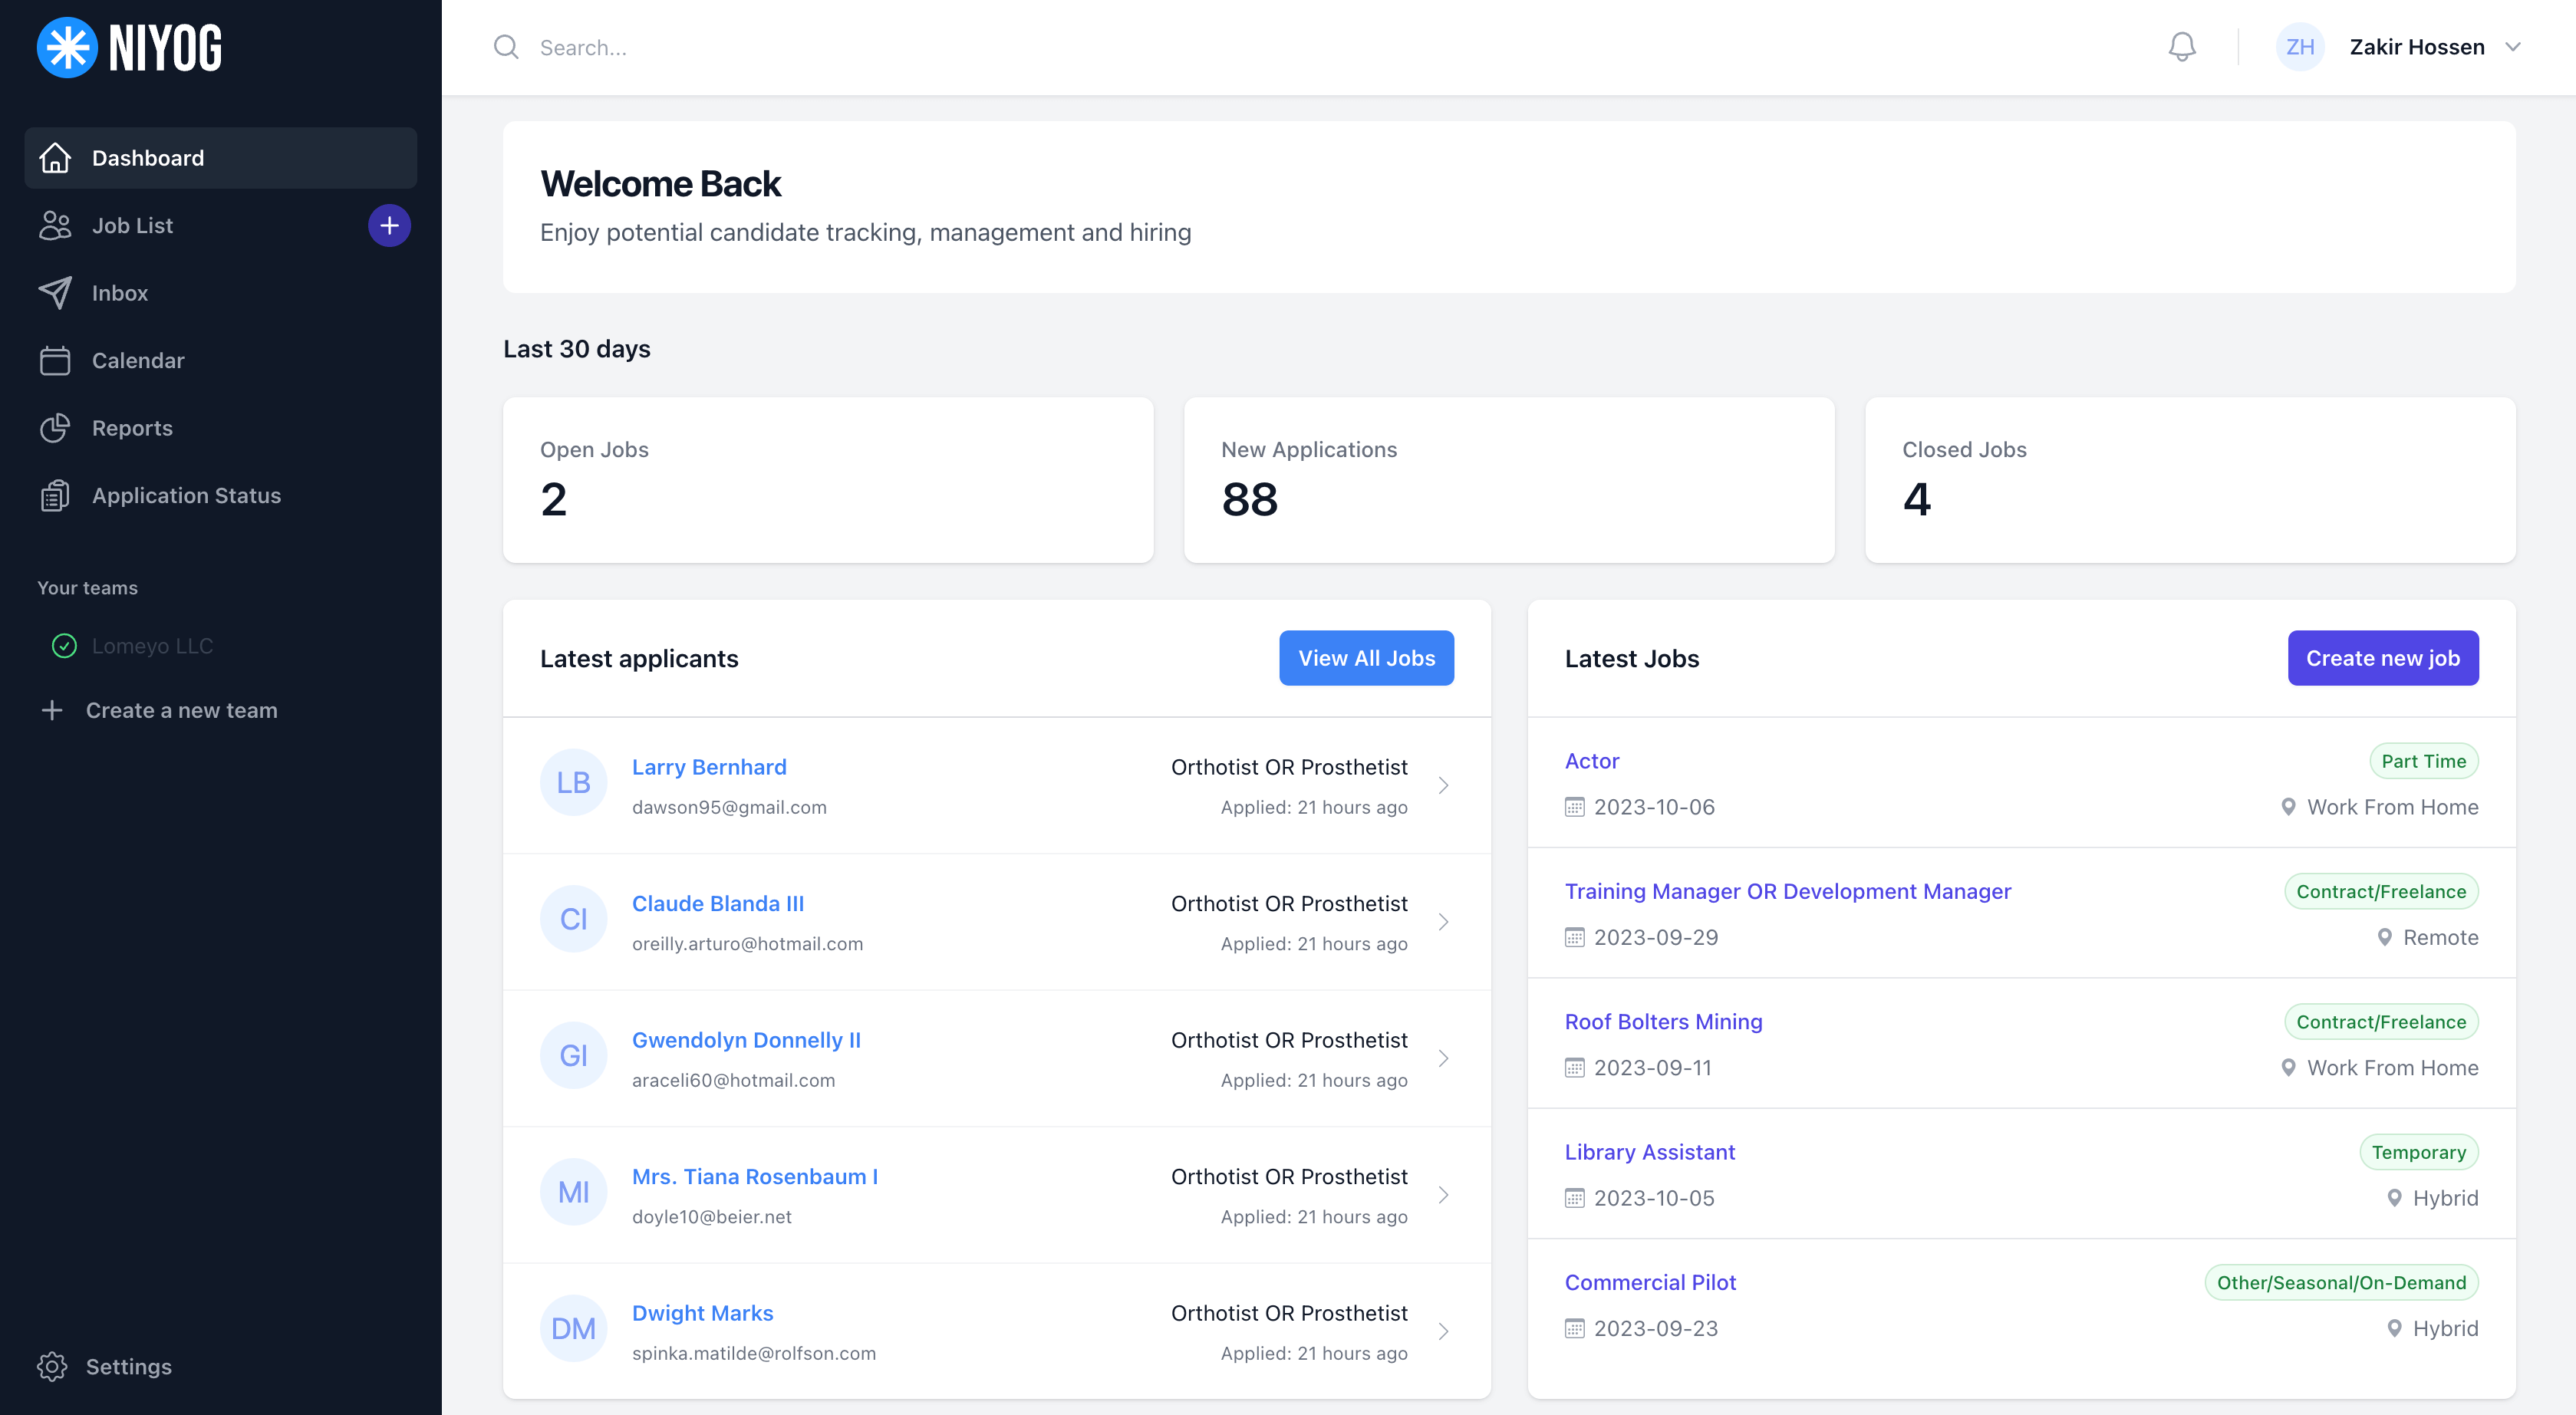 NIYOG
Dashboard
Job List
Inbox
Calendar
Reports
Application Status
Your teams
Lomeyo LLC
Create a new team
Settings
Search...
ZH Zakir Hossen
Welcome Back
Enjoy potential candidate tracking, management and hiring
Last 30 days
Open Jobs
2
New Applications
88
Closed Jobs
4
Latest applicants View All Jobs
LB
Larry Bernhard Orthotist OR Prosthetist
dawson95@gmail.com Applied: 21 hours ago
CI
Claude Blanda III Orthotist OR Prosthetist
oreilly.arturo@hotmail.com Applied: 21 hours ago
GI
Gwendolyn Donnelly II Orthotist OR Prosthetist
araceli60@hotmail.com Applied: 21 hours ago
MI
Mrs. Tiana Rosenbaum I Orthotist OR Prosthetist
doyle10@beier.net Applied: 21 hours ago
DM
Dwight Marks Orthotist OR Prosthetist
spinka.matilde@rolfson.com Applied: 21 hours ago
Latest Jobs Create new job
Actor Part Time
2023-10-06 Work From Home
Training Manager OR Development Manager Contract/Freelance
2023-09-29 Remote
Roof Bolters Mining Contract/Freelance
2023-09-11 Work From Home
Library Assistant Temporary
2023-10-05 Hybrid
Commercial Pilot Other/Seasonal/On-Demand
2023-09-23 Hybrid